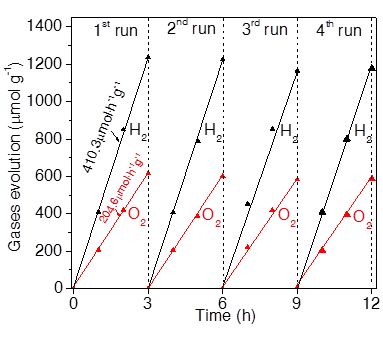 1st run 2nd run 3rd run 4th run
1400
1200
1000
800
600
400
200
0
Gases evolution (μmol g-1)
410.3μmol·h-1g-1
204.6μmol·h-1g-1
H2 H2 H2 H2
O2 O2 O2 O2
0 3 6 9 12
Time (h)